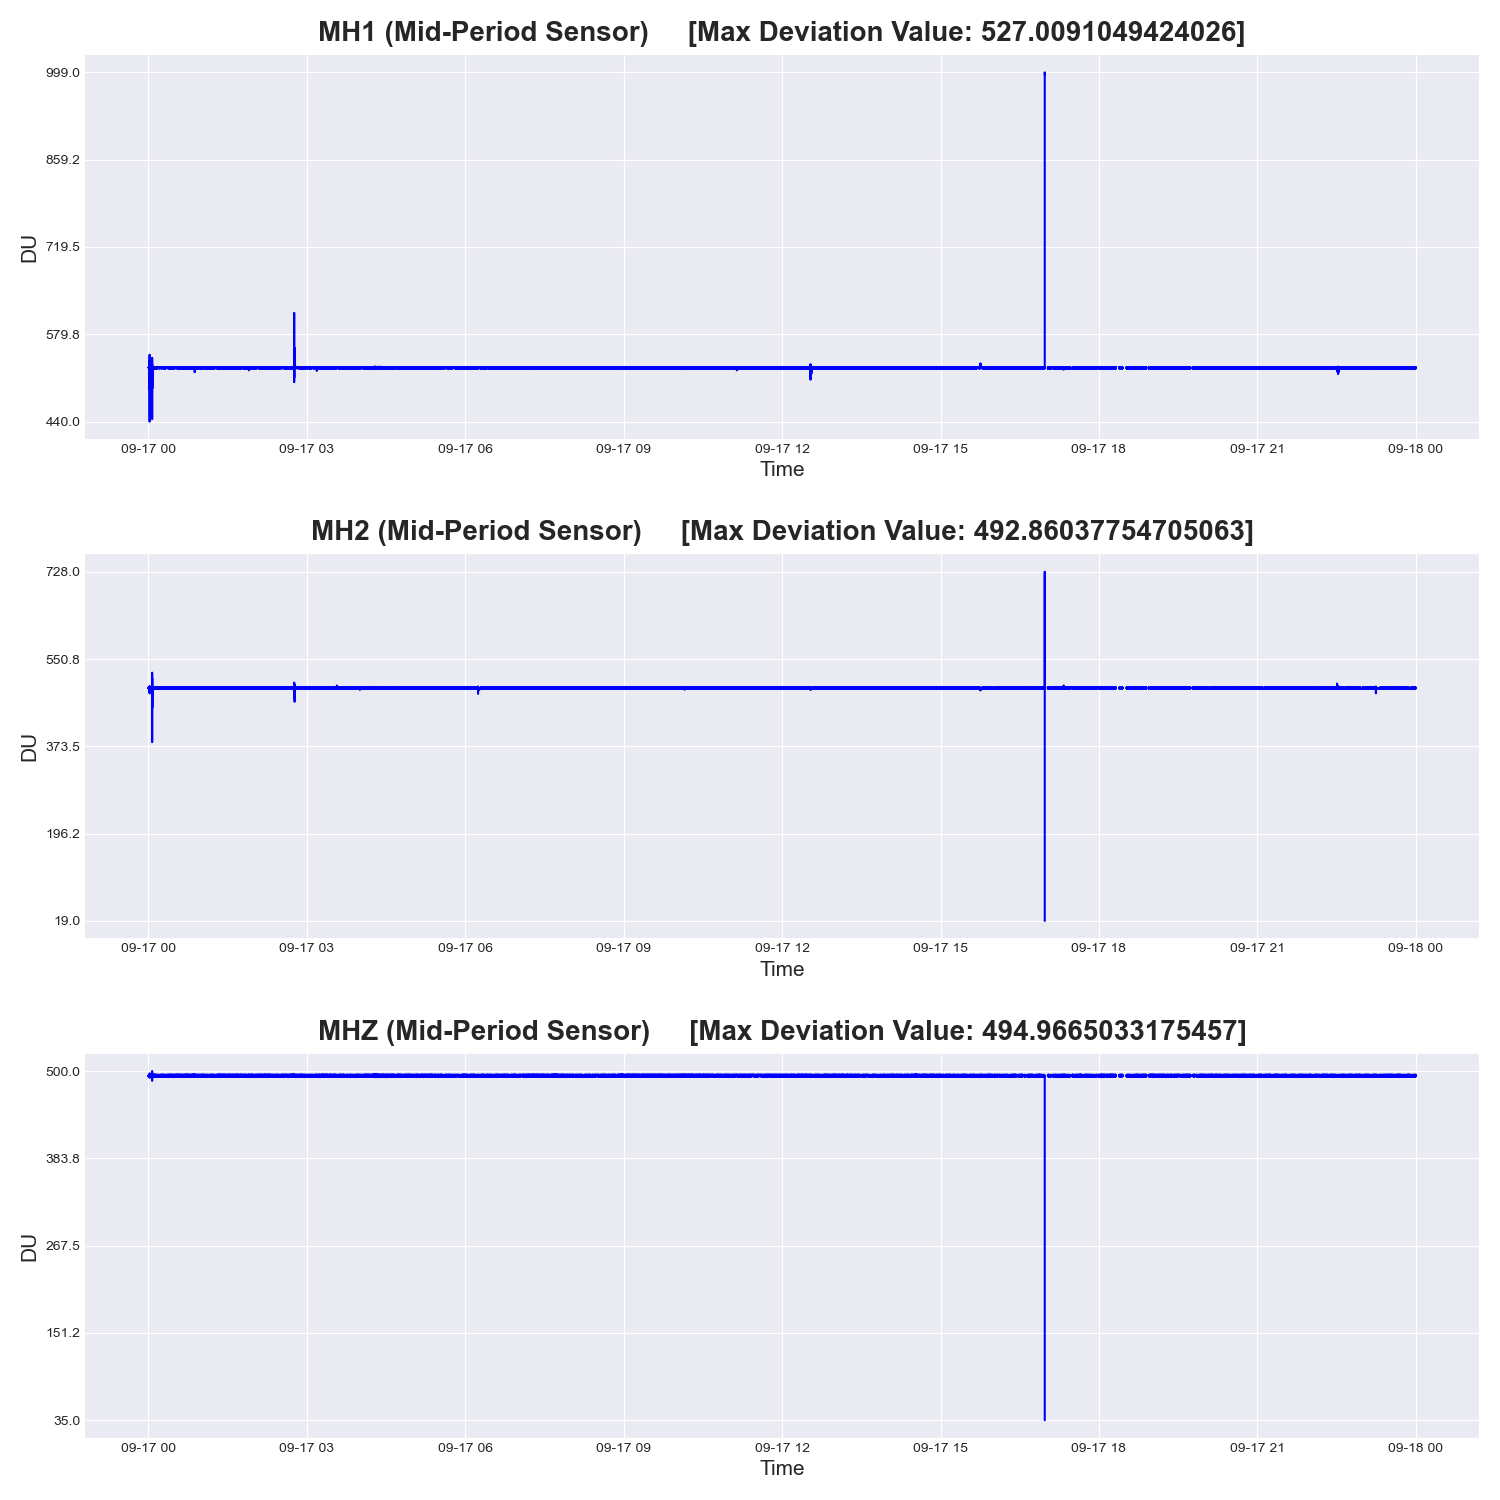 MH1 (Mid-Period Sensor) [Max Deviation Value: 527.0091049424026]
999.0
859.2
719.5
579.8
440.0
DU
09-17 00 09-17 03 09-17 06 09-17 09 09-17 12 09-17 15 09-17 18 09-17 21 09-18 00
Time
MH2 (Mid-Period Sensor) [Max Deviation Value: 492.86037754705063]
728.0
550.8
373.5
196.2
19.0
DU
09-17 00 09-17 03 09-17 06 09-17 09 09-17 12 09-17 15 09-17 18 09-17 21 09-18 00
Time
MHZ (Mid-Period Sensor) [Max Deviation Value: 494.9665033175457]
500.0
383.8
267.5
151.2
35.0
DU
09-17 00 09-17 03 09-17 06 09-17 09 09-17 12 09-17 15 09-17 18 09-17 21 09-18 00
Time